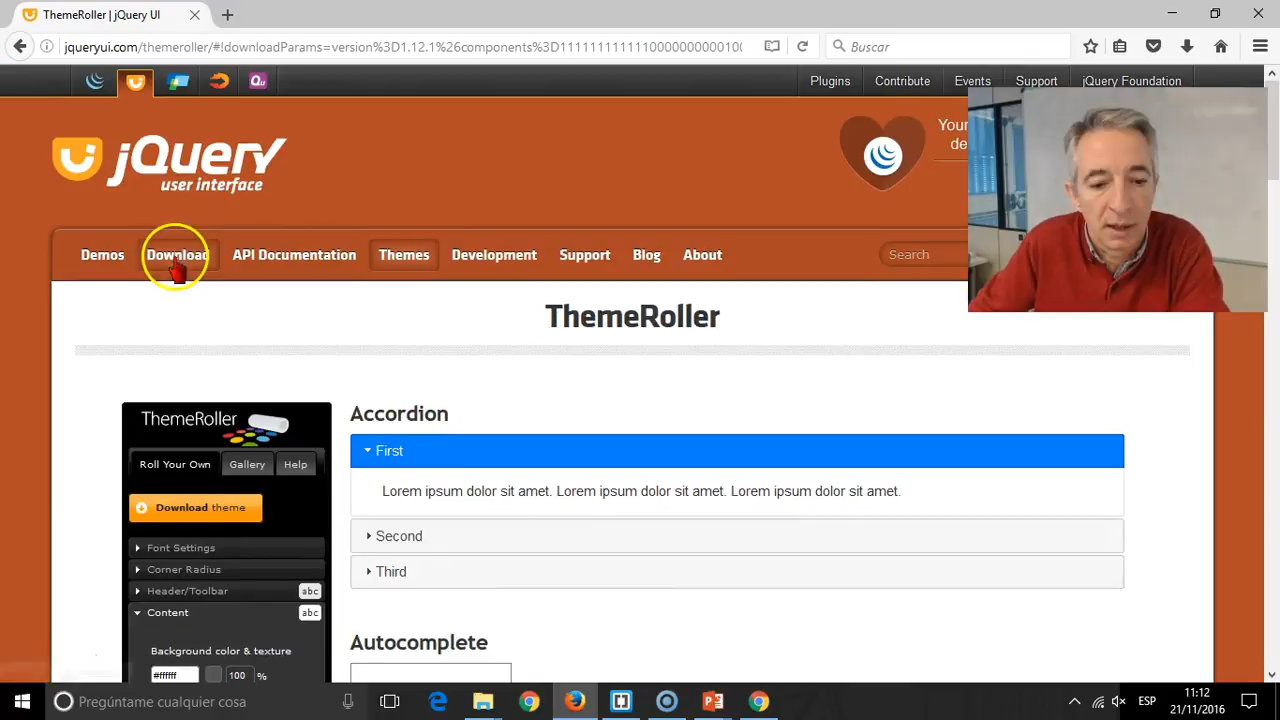 ThemeRoller | jQuery UI
jqueryui.com/themeroller/#!downloadParams=version%3D1.12.1%26components%3D1111111111110000000000100
Buscar
Plugins Contribute Events Support jQuery Foundation
Qu
jQuery
user interface
Your
de
Demos Download API Documentation Themes Development Support Blog About Search
ThemeRoller
ThemeRoller
Roll Your Own Gallery Help
Download theme
Font Settings
Corner Radius
Header/Toolbar abc
Content abc
Background color & texture
#ffffff 100 %
Accordion
First
Lorem ipsum dolor sit amet. Lorem ipsum dolor sit amet. Lorem ipsum dolor sit amet.
Second
Third
Autocomplete
Pregúntame cualquier cosa
ESP
11:12
21/11/2016